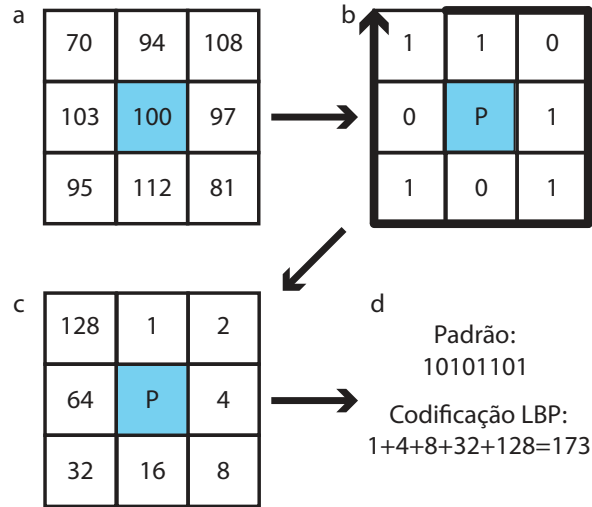 a
70 94 108
103 100 97
95 112 81
b
1 1 0
0 P 1
1 0 1
c
128 1 2
64 P 4
32 16 8
d
Padrão:
10101101
Codificação LBP:
1+4+8+32+128=173